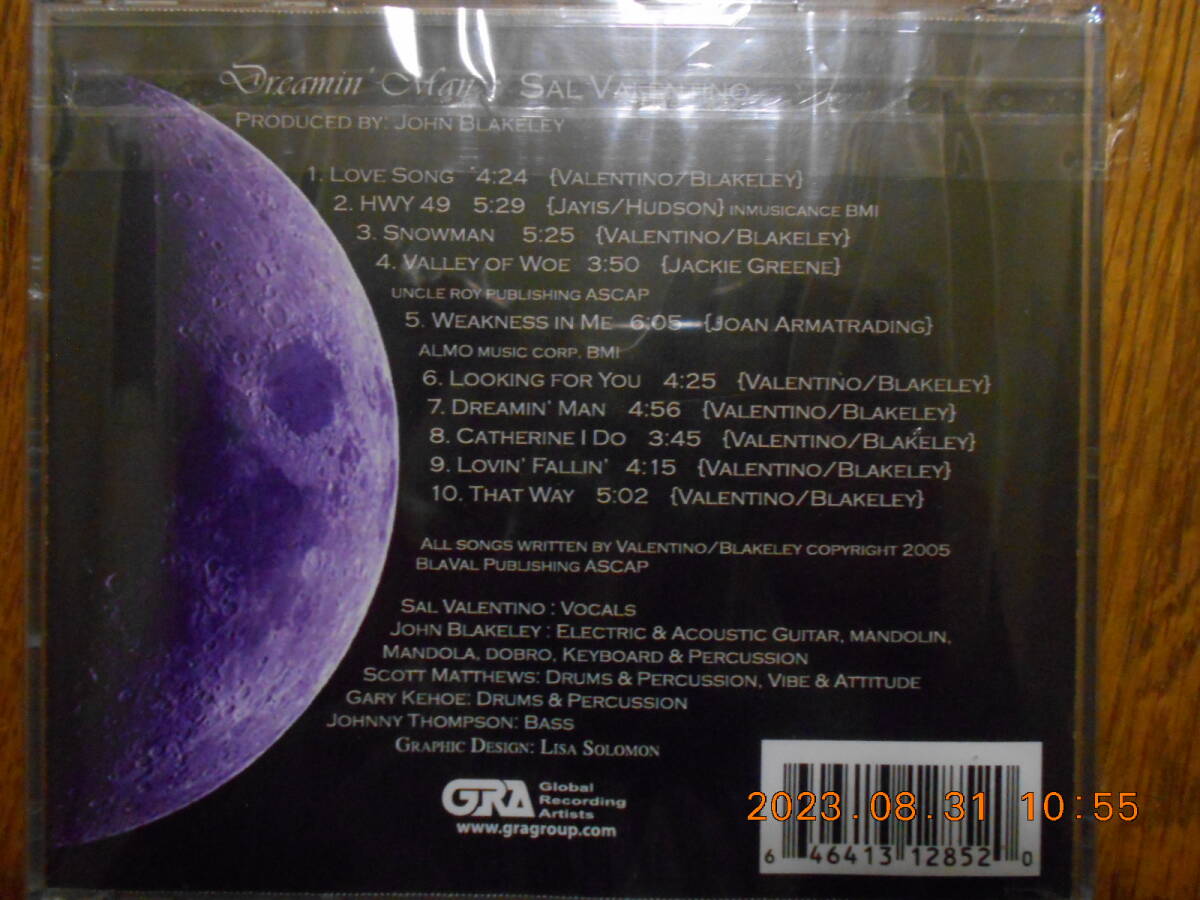 Dreamin' Man : Sal Valentino
Produced by: John Blakeley
1. Love Song 4:24 {Valentino/Blakeley}
2. HWY 49 5:29 {Jayis/Hudson} inmusicance BMI
3. Snowman 5:25 {Valentino/Blakeley}
4. Valley of Woe 3:50 {Jackie Greene}
uncle roy publishing ASCAP
5. Weakness in Me 6:05 {Joan Armatrading}
ALMO music corp. BMI
6. Looking for You 4:25 {Valentino/Blakeley}
7. Dreamin' Man 4:56 {Valentino/Blakeley}
8. Catherine I Do 3:45 {Valentino/Blakeley}
9. Lovin' Fallin' 4:15 {Valentino/Blakeley}
10. That Way 5:02 {Valentino/Blakeley}
All songs written by Valentino/Blakeley copyright 2005
BlaVal Publishing ASCAP
Sal Valentino : Vocals
John Blakeley : Electric & Acoustic Guitar, mandolin,
Mandola, dobro, Keyboard & Percussion
Scott Matthews: Drums & Percussion, Vibe & Attitude
Gary Kehoe: Drums & Percussion
Johnny Thompson: Bass
Graphic Design: Lisa Solomon
GRA Global
Recording
Artists
www.gragroup.com
2023.08.31 10:55
6 46413 12852 0